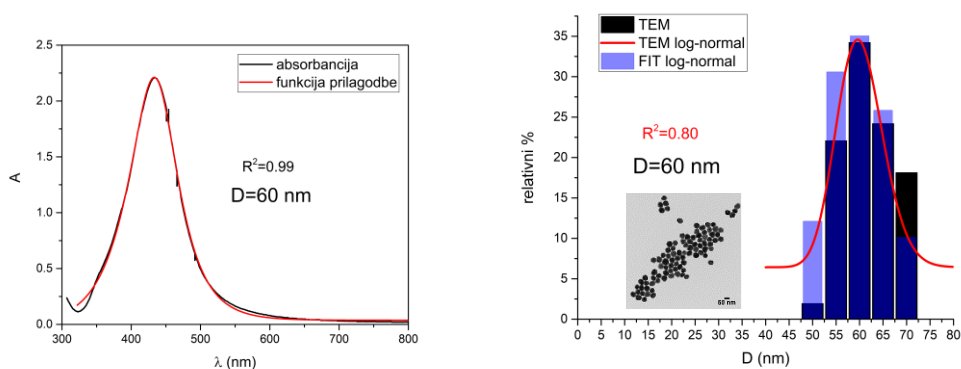 2.5
2.0
1.5
1.0
0.5
0.0
A
absorbancija
funkcija prilagodbe
R²=0.99
D=60 nm
300 400 500 600 700 800
λ (nm)
TEM
TEM log-normal
FIT log-normal
35
30
25
20
15
10
5
0
relativni %
R²=0.80
D=60 nm
60 nm
0 5 10 15 20 25 30 35 40 45 50 55 60 65 70 75 80
D (nm)